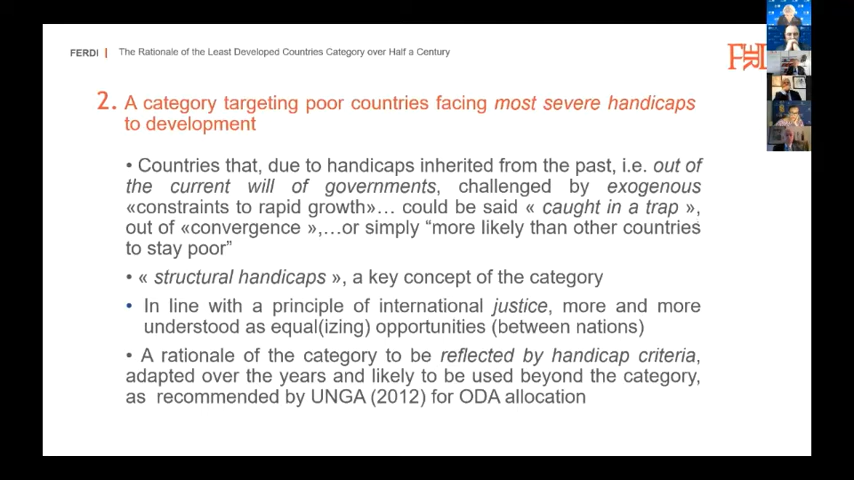 FERDI | The Rationale of the Least Developed Countries Category over Half a Century
FERDI
2. A category targeting poor countries facing most severe handicaps
to development
• Countries that, due to handicaps inherited from the past, i.e. out of
the current will of governments, challenged by exogenous
«constraints to rapid growth»… could be said « caught in a trap »,
out of «convergence »,…or simply “more likely than other countries
to stay poor”
• « structural handicaps », a key concept of the category
• In line with a principle of international justice, more and more
understood as equal(izing) opportunities (between nations)
• A rationale of the category to be reflected by handicap criteria,
adapted over the years and likely to be used beyond the category,
as recommended by UNGA (2012) for ODA allocation